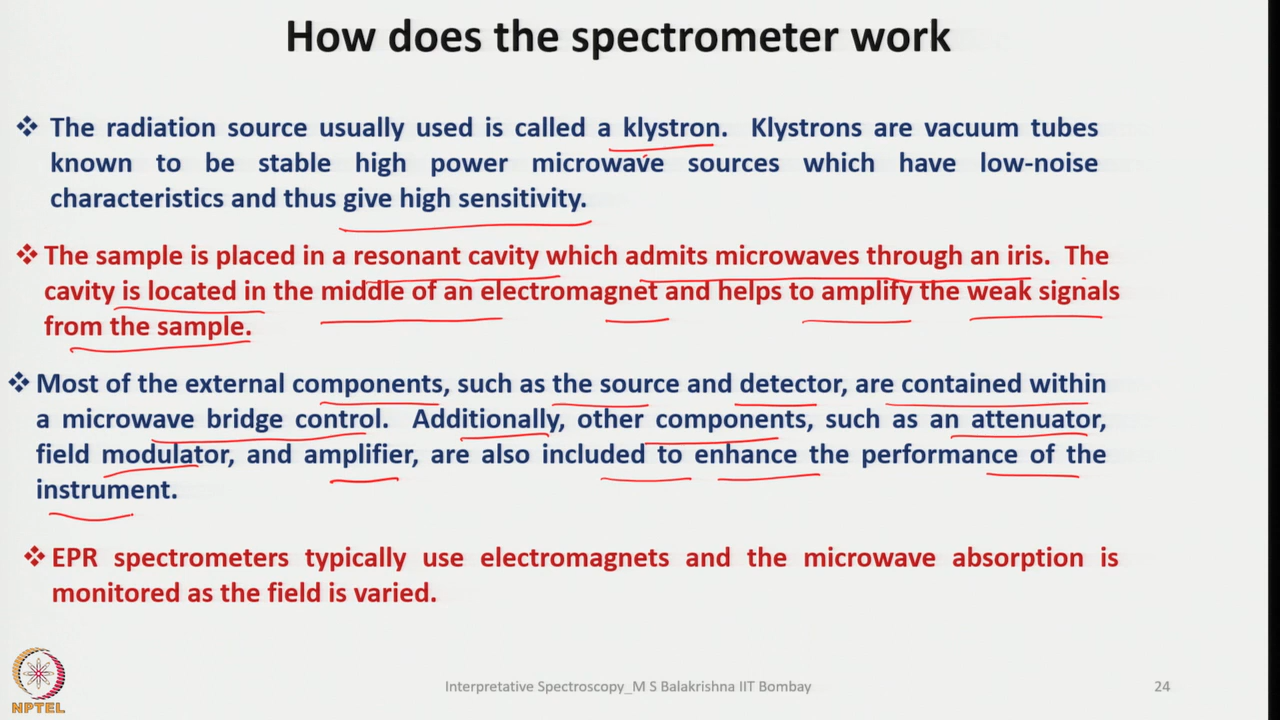 How does the spectrometer work
❖ The radiation source usually used is called a klystron. Klystrons are vacuum tubes
known to be stable high power microwave sources which have low-noise
characteristics and thus give high sensitivity.
❖ The sample is placed in a resonant cavity which admits microwaves through an iris. The
cavity is located in the middle of an electromagnet and helps to amplify the weak signals
from the sample.
❖ Most of the external components, such as the source and detector, are contained within
a microwave bridge control. Additionally, other components, such as an attenuator,
field modulator, and amplifier, are also included to enhance the performance of the
instrument.
❖ EPR spectrometers typically use electromagnets and the microwave absorption is
monitored as the field is varied.
NPTEL
Interpretative Spectroscopy_M S Balakrishna IIT Bombay
24